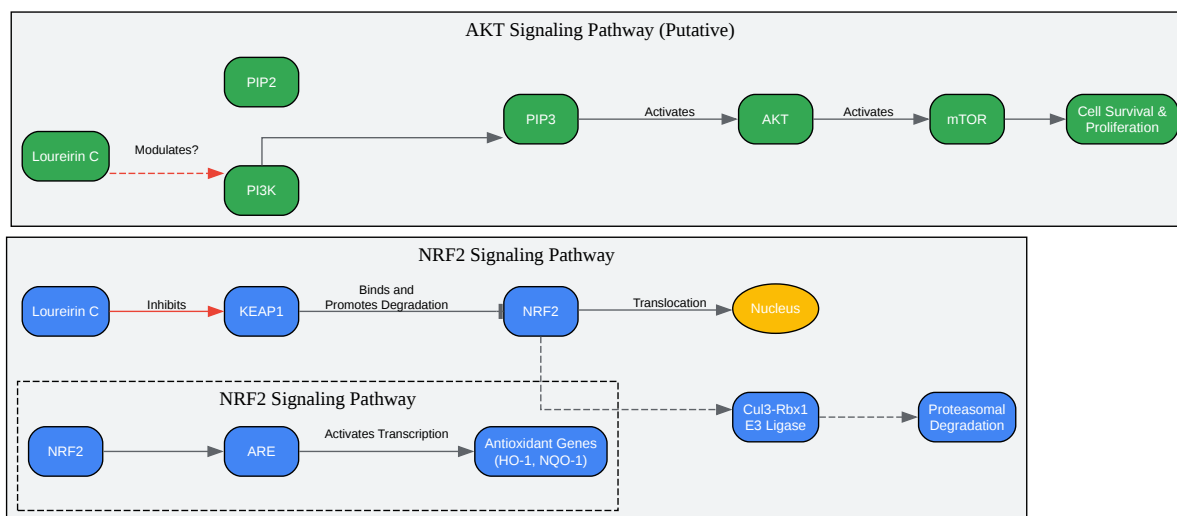 AKT Signaling Pathway (Putative)
PIP2
Loureirin C
Modulates?
PI3K
PIP3
Activates
AKT
Activates
mTOR
Cell Survival &
Proliferation
NRF2 Signaling Pathway
Loureirin C
Inhibits
KEAP1
Binds and
Promotes Degradation
NRF2
Translocation
Nucleus
NRF2 Signaling Pathway
NRF2
ARE
Activates Transcription
Antioxidant Genes
(HO-1, NQO-1)
Cul3-Rbx1
E3 Ligase
Proteasomal
Degradation